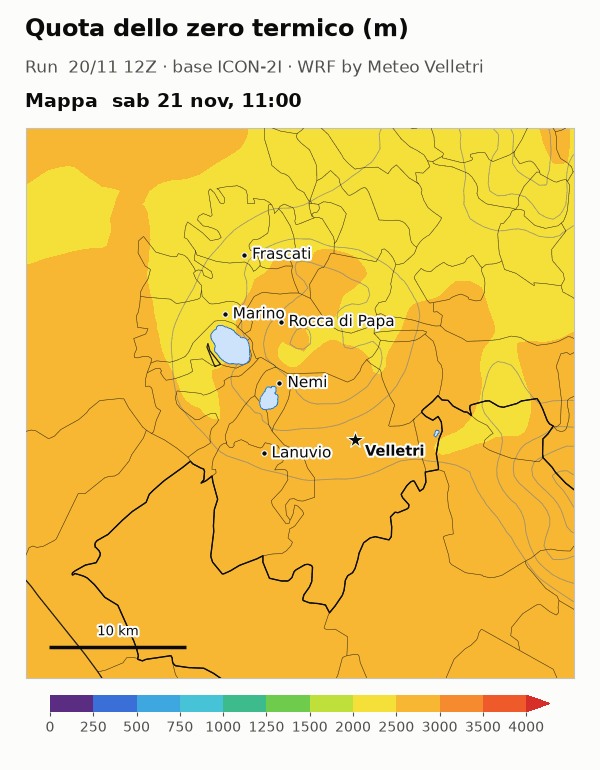 Quota dello zero termico (m)
Run  20/11 12Z · base ICON-2I · WRF by Meteo Velletri
Mappa  sab 21 nov, 11:00
Frascati
Marino
Rocca di Papa
Nemi
Velletri
Lanuvio
10 km
0 250 500 750 1000 1250 1500 2000 2500 3000 3500 4000